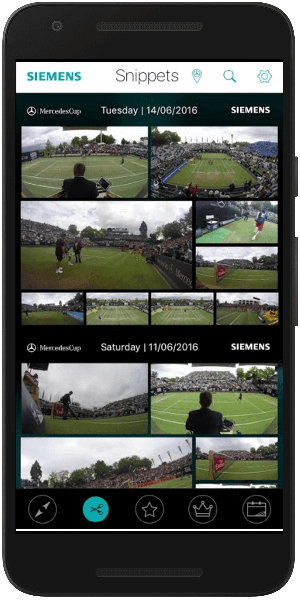 SIEMENS Snippets
MercedesCup Tuesday | 14/06/2016 SIEMENS
MercedesCup Saturday | 11/06/2016 SIEMENS